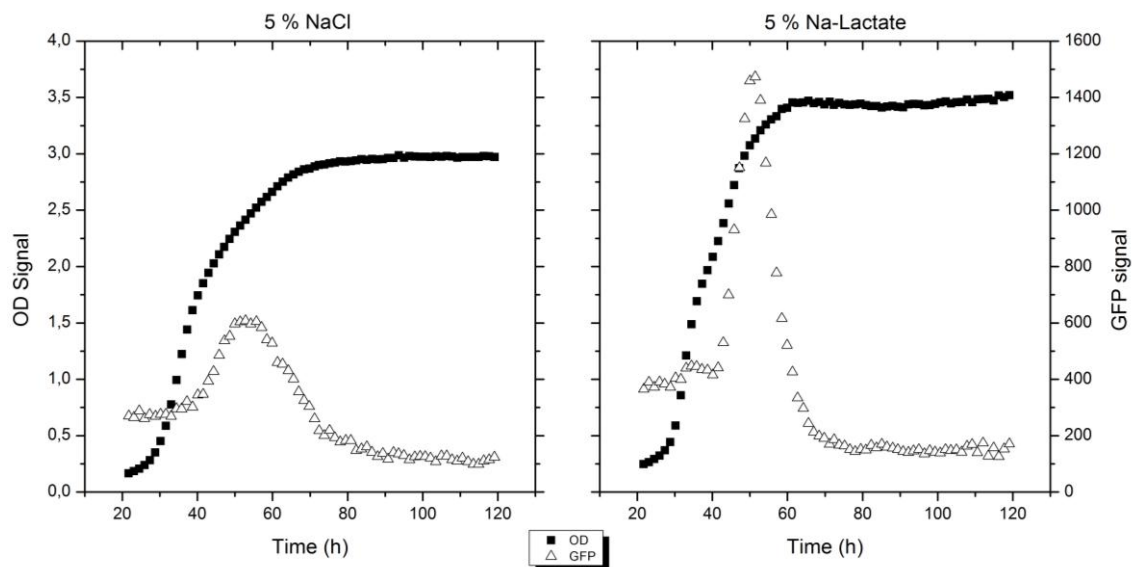 5 % NaCl
5 % Na-Lactate
OD Signal
4,0
3,5
3,0
2,5
2,0
1,5
1,0
0,5
0,0
20 40 60 80 100 120
Time (h)
20 40 60 80 100 120
Time (h)
1600
1400
1200
1000
800
600
400
200
0
GFP signal
OD
GFP